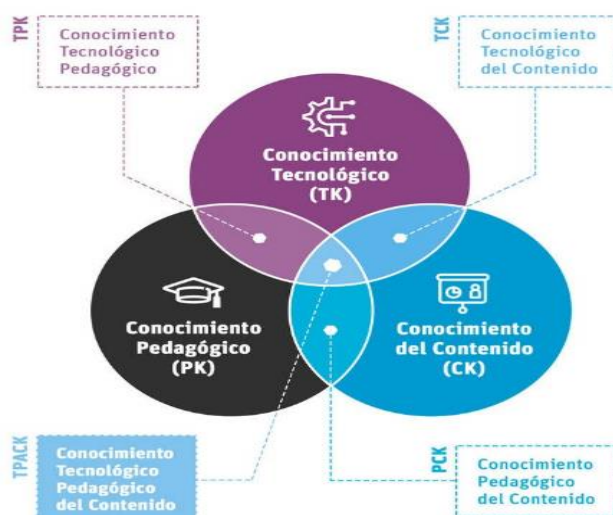 TPK
Conocimiento
Tecnológico
Pedagógico
TCK
Conocimiento
Tecnológico
del Contenido
Conocimiento
Tecnológico
(TK)
Conocimiento
Pedagógico
(PK)
Conocimiento
del Contenido
(CK)
TPACK
Conocimiento
Tecnológico
Pedagógico
del Contenido
PCK
Conocimiento
Pedagógico
del Contenido